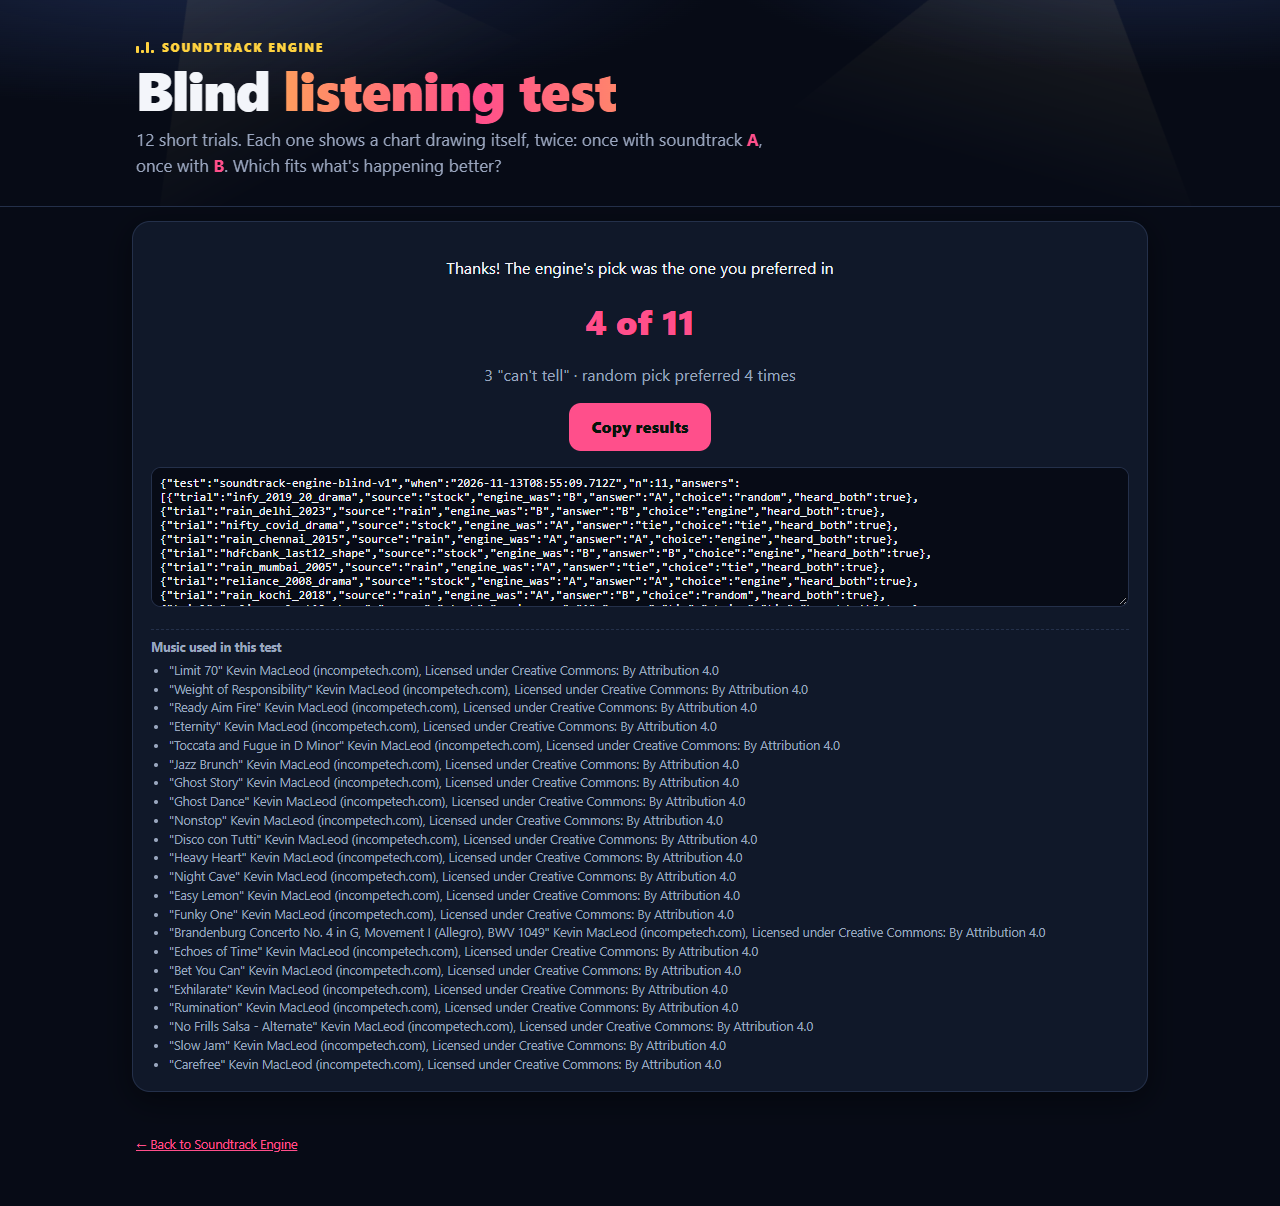 SOUNDTRACK ENGINE
Blind listening test
12 short trials. Each one shows a chart drawing itself, twice: once with soundtrack A,
once with B. Which fits what's happening better?
Thanks! The engine's pick was the one you preferred in
4 of 11
3 "can't tell" · random pick preferred 4 times
Copy results
{"test":"soundtrack-engine-blind-v1","when":"2026-11-13T08:55:09.712Z","n":11,"answers":
[{"trial":"infy_2019_20_drama","source":"stock","engine_was":"B","answer":"A","choice":"random","heard_both":true},
{"trial":"rain_delhi_2023","source":"rain","engine_was":"B","answer":"B","choice":"engine","heard_both":true},
{"trial":"nifty_covid_drama","source":"stock","engine_was":"A","answer":"tie","choice":"tie","heard_both":true},
{"trial":"rain_chennai_2015","source":"rain","engine_was":"A","answer":"A","choice":"engine","heard_both":true},
{"trial":"hdfcbank_last12_shape","source":"stock","engine_was":"B","answer":"B","choice":"engine","heard_both":true},
{"trial":"rain_mumbai_2005","source":"rain","engine_was":"A","answer":"tie","choice":"tie","heard_both":true},
{"trial":"reliance_2008_drama","source":"stock","engine_was":"A","answer":"A","choice":"engine","heard_both":true},
{"trial":"rain_kochi_2018","source":"rain","engine_was":"A","answer":"B","choice":"random","heard_both":true},
Music used in this test
"Limit 70" Kevin MacLeod (incompetech.com), Licensed under Creative Commons: By Attribution 4.0
"Weight of Responsibility" Kevin MacLeod (incompetech.com), Licensed under Creative Commons: By Attribution 4.0
"Ready Aim Fire" Kevin MacLeod (incompetech.com), Licensed under Creative Commons: By Attribution 4.0
"Eternity" Kevin MacLeod (incompetech.com), Licensed under Creative Commons: By Attribution 4.0
"Toccata and Fugue in D Minor" Kevin MacLeod (incompetech.com), Licensed under Creative Commons: By Attribution 4.0
"Jazz Brunch" Kevin MacLeod (incompetech.com), Licensed under Creative Commons: By Attribution 4.0
"Ghost Story" Kevin MacLeod (incompetech.com), Licensed under Creative Commons: By Attribution 4.0
"Ghost Dance" Kevin MacLeod (incompetech.com), Licensed under Creative Commons: By Attribution 4.0
"Nonstop" Kevin MacLeod (incompetech.com), Licensed under Creative Commons: By Attribution 4.0
"Disco con Tutti" Kevin MacLeod (incompetech.com), Licensed under Creative Commons: By Attribution 4.0
"Heavy Heart" Kevin MacLeod (incompetech.com), Licensed under Creative Commons: By Attribution 4.0
"Night Cave" Kevin MacLeod (incompetech.com), Licensed under Creative Commons: By Attribution 4.0
"Easy Lemon" Kevin MacLeod (incompetech.com), Licensed under Creative Commons: By Attribution 4.0
"Funky One" Kevin MacLeod (incompetech.com), Licensed under Creative Commons: By Attribution 4.0
"Brandenburg Concerto No. 4 in G, Movement I (Allegro), BWV 1049" Kevin MacLeod (incompetech.com), Licensed under Creative Commons: By Attribution 4.0
"Echoes of Time" Kevin MacLeod (incompetech.com), Licensed under Creative Commons: By Attribution 4.0
"Bet You Can" Kevin MacLeod (incompetech.com), Licensed under Creative Commons: By Attribution 4.0
"Exhilarate" Kevin MacLeod (incompetech.com), Licensed under Creative Commons: By Attribution 4.0
"Rumination" Kevin MacLeod (incompetech.com), Licensed under Creative Commons: By Attribution 4.0
"No Frills Salsa - Alternate" Kevin MacLeod (incompetech.com), Licensed under Creative Commons: By Attribution 4.0
"Slow Jam" Kevin MacLeod (incompetech.com), Licensed under Creative Commons: By Attribution 4.0
"Carefree" Kevin MacLeod (incompetech.com), Licensed under Creative Commons: By Attribution 4.0
← Back to Soundtrack Engine